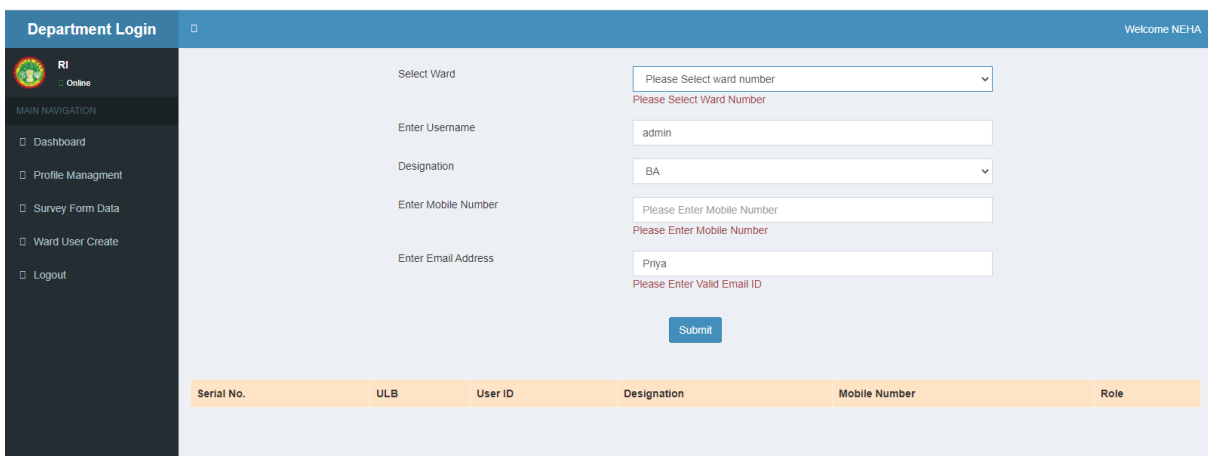 Department Login
Welcome NEHA
RI
Online
MAIN NAVIGATION
Dashboard
Profile Managment
Survey Form Data
Ward User Create
Logout
Select Ward
Please Select ward number
Please Select Ward Number
Enter Username
admin
Designation
BA
Enter Mobile Number
Please Enter Mobile Number
Please Enter Mobile Number
Enter Email Address
Priya
Please Enter Valid Email ID
Submit
Serial No. ULB User ID Designation Mobile Number Role